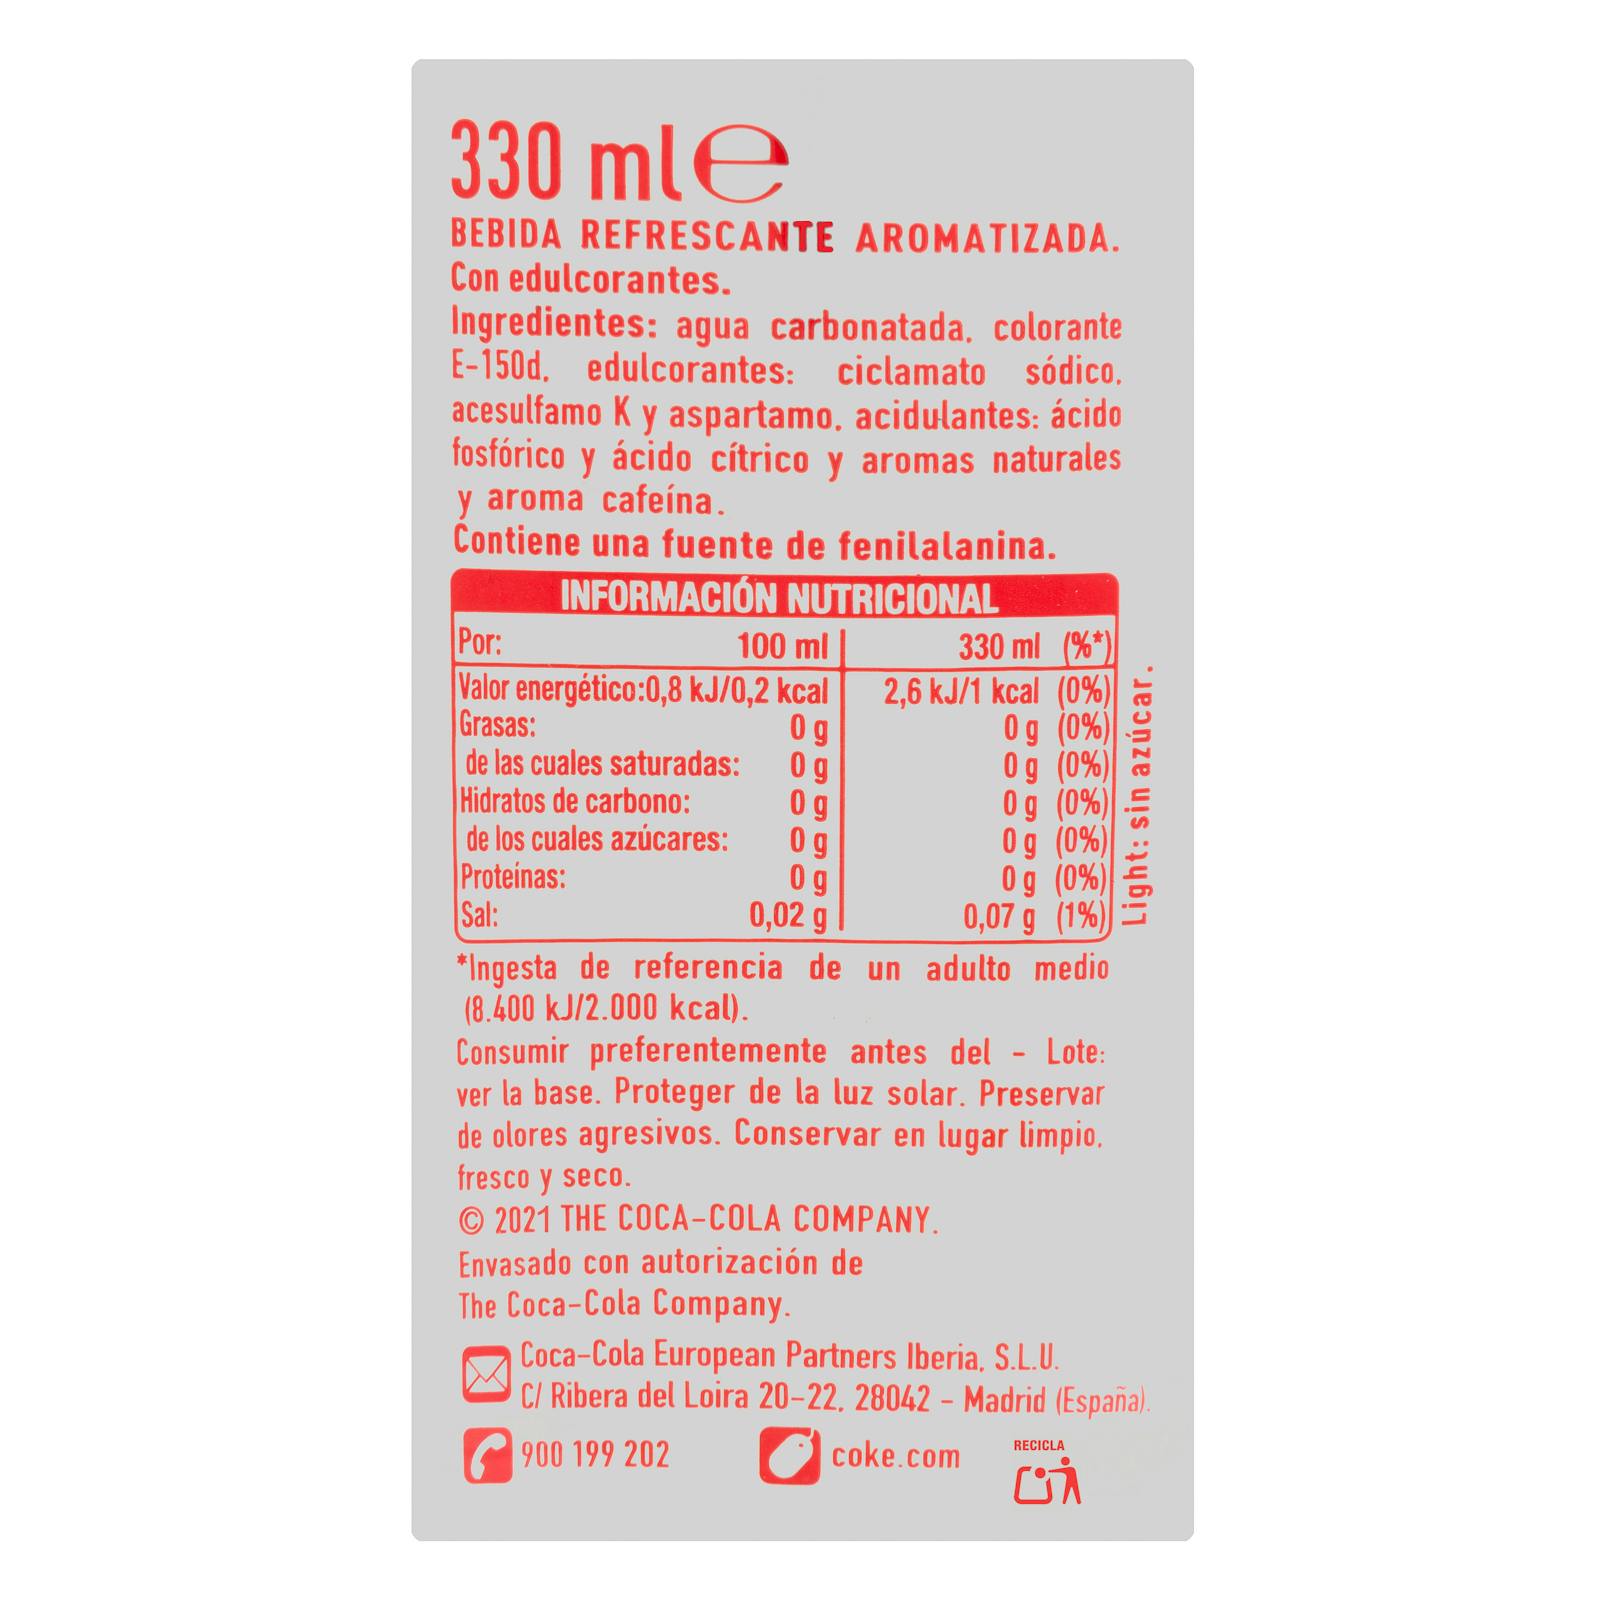 330 ml e
BEBIDA REFRESCANTE AROMATIZADA.
Con edulcorantes.
Ingredientes: agua carbonatada, colorante
E-150d, edulcorantes: ciclamato sódico,
acesulfamo K y aspartamo, acidulantes: ácido
fosfórico y ácido cítrico y aromas naturales
y aroma cafeína.
Contiene una fuente de fenilalanina.
INFORMACIÓN NUTRICIONAL
Por: 100 ml 330 ml (%*)
Valor energético:0,8 kJ/0,2 kcal 2,6 kJ/1 kcal (0%)
Grasas: 0 g 0 g (0%)
de las cuales saturadas: 0 g 0 g (0%)
Hidratos de carbono: 0 g 0 g (0%)
de los cuales azúcares: 0 g 0 g (0%)
Proteínas: 0 g 0 g (0%)
Sal: 0,02 g 0,07 g (1%)
Light: sin azúcar.
*Ingesta de referencia de un adulto medio
(8.400 kJ/2.000 kcal).
Consumir preferentemente antes del - Lote:
ver la base. Proteger de la luz solar. Preservar
de olores agresivos. Conservar en lugar limpio,
fresco y seco.
© 2021 THE COCA-COLA COMPANY.
Envasado con autorización de
The Coca-Cola Company.
Coca-Cola European Partners Iberia, S.L.U.
C/ Ribera del Loira 20-22, 28042 - Madrid (España).
900 199 202 coke.com
RECICLA